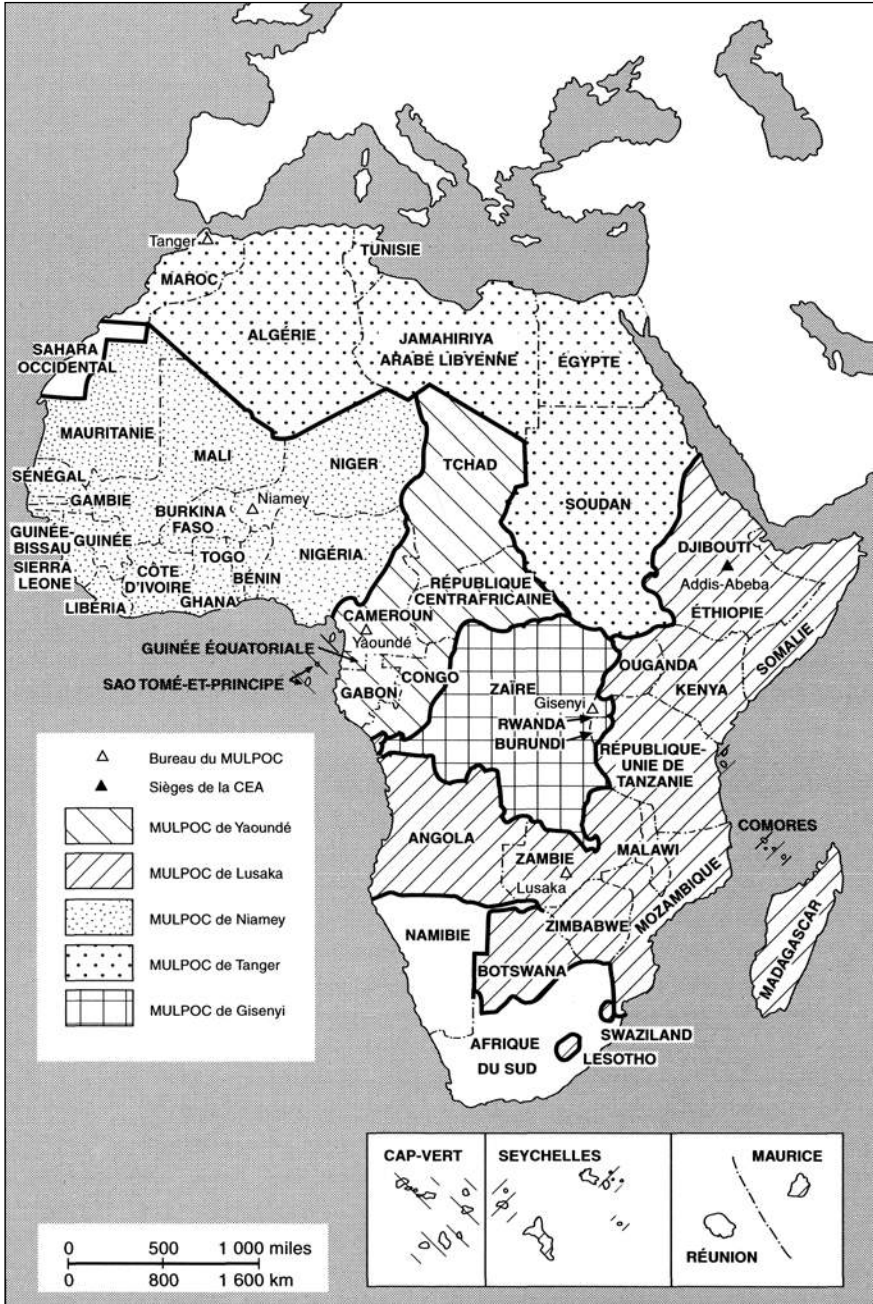 Tanger
TUNISIE
MAROC
ALGÉRIE
JAMAHIRIYA
ARABE LIBYENNE
ÉGYPTE
SAHARA
OCCIDENTAL
MAURITANIE
MALI
NIGER
TCHAD
SÉNÉGAL
GAMBIE
Niamey
SOUDAN
BURKINA
FASO
GUINÉE
BISSAU
GUINÉE
NIGÉRIA
DJIBOUTI
TOGO
SIERRA
LEONE
CÔTE
D'IVOIRE
BÉNIN
Addis-Abeba
LIBÉRIA
GHANA
RÉPUBLIQUE
CENTRAFRICAINE
ÉTHIOPIE
CAMEROUN
Yaoundé
SOMALIE
GUINÉE ÉQUATORIALE
OUGANDA
CONGO
KENYA
SAO TOMÉ-ET-PRINCIPE
GABON
ZAÏRE
Gisenyi
RWANDA
BURUNDI
RÉPUBLIQUE-
UNIE DE
TANZANIE
Bureau du MULPOC
Sièges de la CEA
MULPOC de Yaoundé
MULPOC de Lusaka
MULPOC de Niamey
MULPOC de Tanger
MULPOC de Gisenyi
COMORES
ANGOLA
ZAMBIE
MALAWI
Lusaka
MOZAMBIQUE
NAMIBIE
ZIMBABWE
MADAGASCAR
BOTSWANA
SWAZILAND
AFRIQUE
DU SUD
LESOTHO
CAP-VERT
SEYCHELLES
MAURICE
RÉUNION
0 500 1 000 miles
0 800 1 600 km